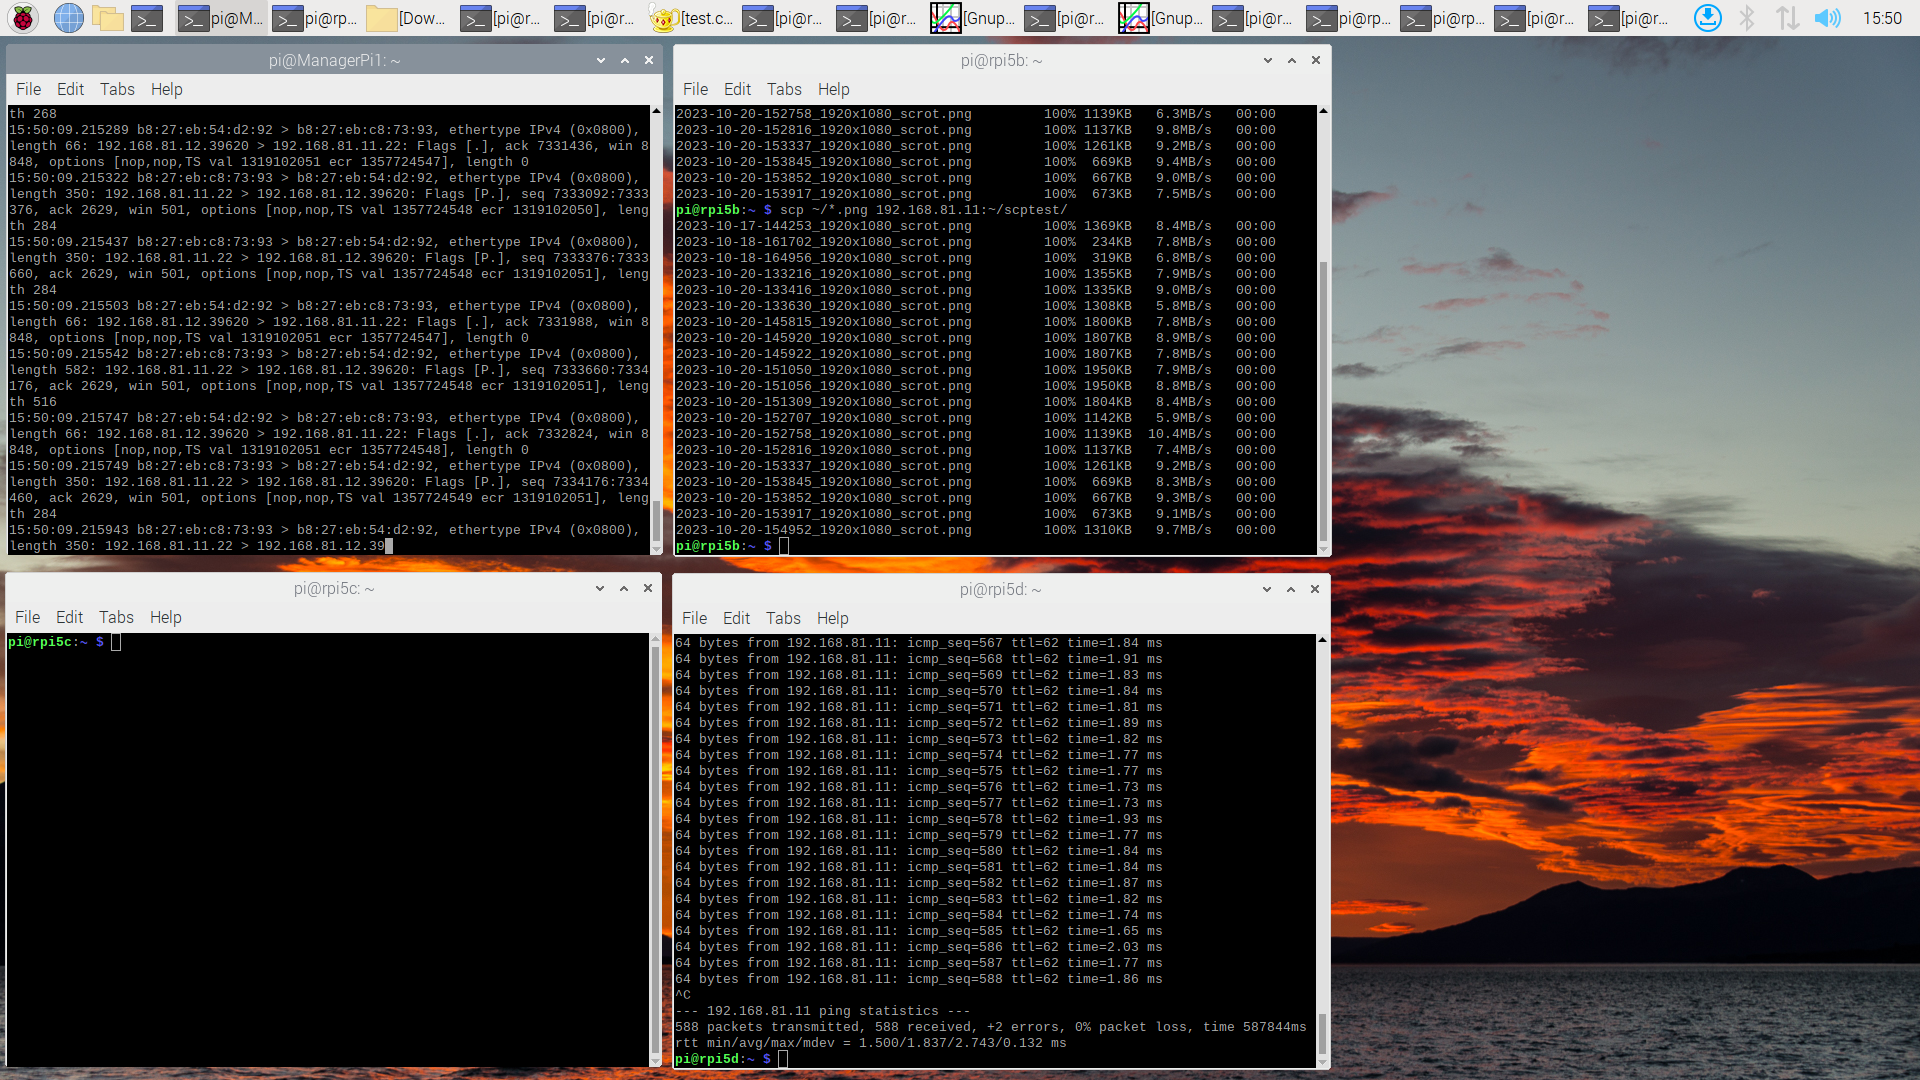 pi@M... pi@rp... [Dow... [pi@r... [pi@r... [test.c... [pi@r... [pi@r... [Gnup... [pi@r... [Gnup... [pi@r... pi@rp... pi@rp... [pi@r... [pi@r... 15:50
pi@ManagerPi1: ~
File Edit Tabs Help
th 268
15:50:09.215289 b8:27:eb:54:d2:92 > b8:27:eb:c8:73:93, ethertype IPv4 (0x0800),
length 66: 192.168.81.12.39620 > 192.168.81.11.22: Flags [.], ack 7331436, win 8
848, options [nop,nop,TS val 1319102051 ecr 1357724547], length 0
15:50:09.215322 b8:27:eb:c8:73:93 > b8:27:eb:54:d2:92, ethertype IPv4 (0x0800),
length 350: 192.168.81.11.22 > 192.168.81.12.39620: Flags [P.], seq 7333092:7333
376, ack 2629, win 501, options [nop,nop,TS val 1357724548 ecr 1319102050], leng
th 284
15:50:09.215437 b8:27:eb:c8:73:93 > b8:27:eb:54:d2:92, ethertype IPv4 (0x0800),
length 350: 192.168.81.11.22 > 192.168.81.12.39620: Flags [P.], seq 7333376:7333
660, ack 2629, win 501, options [nop,nop,TS val 1357724548 ecr 1319102051], leng
th 284
15:50:09.215503 b8:27:eb:54:d2:92 > b8:27:eb:c8:73:93, ethertype IPv4 (0x0800),
length 66: 192.168.81.12.39620 > 192.168.81.11.22: Flags [.], ack 7331988, win 8
848, options [nop,nop,TS val 1319102051 ecr 1357724547], length 0
15:50:09.215542 b8:27:eb:c8:73:93 > b8:27:eb:54:d2:92, ethertype IPv4 (0x0800),
length 582: 192.168.81.11.22 > 192.168.81.12.39620: Flags [P.], seq 7333660:7334
176, ack 2629, win 501, options [nop,nop,TS val 1357724548 ecr 1319102051], leng
th 516
15:50:09.215747 b8:27:eb:54:d2:92 > b8:27:eb:c8:73:93, ethertype IPv4 (0x0800),
length 66: 192.168.81.12.39620 > 192.168.81.11.22: Flags [.], ack 7332824, win 8
848, options [nop,nop,TS val 1319102051 ecr 1357724548], length 0
15:50:09.215749 b8:27:eb:c8:73:93 > b8:27:eb:54:d2:92, ethertype IPv4 (0x0800),
length 350: 192.168.81.11.22 > 192.168.81.12.39620: Flags [P.], seq 7334176:7334
460, ack 2629, win 501, options [nop,nop,TS val 1357724549 ecr 1319102051], leng
th 284
15:50:09.215943 b8:27:eb:c8:73:93 > b8:27:eb:54:d2:92, ethertype IPv4 (0x0800),
length 350: 192.168.81.11.22 > 192.168.81.12.39
pi@rpi5b: ~
File Edit Tabs Help
2023-10-20-152758_1920x1080_scrot.png 100% 1139KB 6.3MB/s 00:00
2023-10-20-152816_1920x1080_scrot.png 100% 1137KB 9.8MB/s 00:00
2023-10-20-153337_1920x1080_scrot.png 100% 1261KB 9.2MB/s 00:00
2023-10-20-153845_1920x1080_scrot.png 100% 669KB 9.4MB/s 00:00
2023-10-20-153852_1920x1080_scrot.png 100% 667KB 9.0MB/s 00:00
2023-10-20-153917_1920x1080_scrot.png 100% 673KB 7.5MB/s 00:00
pi@rpi5b:~ $ scp ~/*.png 192.168.81.11:~/scptest/
2023-10-17-144253_1920x1080_scrot.png 100% 1369KB 8.4MB/s 00:00
2023-10-18-161702_1920x1080_scrot.png 100% 234KB 7.8MB/s 00:00
2023-10-18-164956_1920x1080_scrot.png 100% 319KB 6.8MB/s 00:00
2023-10-20-133216_1920x1080_scrot.png 100% 1355KB 7.9MB/s 00:00
2023-10-20-133416_1920x1080_scrot.png 100% 1335KB 9.0MB/s 00:00
2023-10-20-133630_1920x1080_scrot.png 100% 1308KB 5.8MB/s 00:00
2023-10-20-145815_1920x1080_scrot.png 100% 1800KB 7.8MB/s 00:00
2023-10-20-145920_1920x1080_scrot.png 100% 1807KB 8.9MB/s 00:00
2023-10-20-145922_1920x1080_scrot.png 100% 1807KB 7.8MB/s 00:00
2023-10-20-151050_1920x1080_scrot.png 100% 1950KB 7.9MB/s 00:00
2023-10-20-151056_1920x1080_scrot.png 100% 1950KB 8.8MB/s 00:00
2023-10-20-151309_1920x1080_scrot.png 100% 1804KB 8.4MB/s 00:00
2023-10-20-152707_1920x1080_scrot.png 100% 1142KB 5.9MB/s 00:00
2023-10-20-152758_1920x1080_scrot.png 100% 1139KB 10.4MB/s 00:00
2023-10-20-152816_1920x1080_scrot.png 100% 1137KB 7.4MB/s 00:00
2023-10-20-153337_1920x1080_scrot.png 100% 1261KB 9.2MB/s 00:00
2023-10-20-153845_1920x1080_scrot.png 100% 669KB 8.3MB/s 00:00
2023-10-20-153852_1920x1080_scrot.png 100% 667KB 9.3MB/s 00:00
2023-10-20-153917_1920x1080_scrot.png 100% 673KB 9.1MB/s 00:00
2023-10-20-154952_1920x1080_scrot.png 100% 1310KB 9.7MB/s 00:00
pi@rpi5b:~ $
pi@rpi5c: ~
File Edit Tabs Help
pi@rpi5c:~ $
pi@rpi5d: ~
File Edit Tabs Help
64 bytes from 192.168.81.11: icmp_seq=567 ttl=62 time=1.84 ms
64 bytes from 192.168.81.11: icmp_seq=568 ttl=62 time=1.91 ms
64 bytes from 192.168.81.11: icmp_seq=569 ttl=62 time=1.83 ms
64 bytes from 192.168.81.11: icmp_seq=570 ttl=62 time=1.84 ms
64 bytes from 192.168.81.11: icmp_seq=571 ttl=62 time=1.81 ms
64 bytes from 192.168.81.11: icmp_seq=572 ttl=62 time=1.89 ms
64 bytes from 192.168.81.11: icmp_seq=573 ttl=62 time=1.82 ms
64 bytes from 192.168.81.11: icmp_seq=574 ttl=62 time=1.77 ms
64 bytes from 192.168.81.11: icmp_seq=575 ttl=62 time=1.77 ms
64 bytes from 192.168.81.11: icmp_seq=576 ttl=62 time=1.73 ms
64 bytes from 192.168.81.11: icmp_seq=577 ttl=62 time=1.73 ms
64 bytes from 192.168.81.11: icmp_seq=578 ttl=62 time=1.93 ms
64 bytes from 192.168.81.11: icmp_seq=579 ttl=62 time=1.77 ms
64 bytes from 192.168.81.11: icmp_seq=580 ttl=62 time=1.84 ms
64 bytes from 192.168.81.11: icmp_seq=581 ttl=62 time=1.84 ms
64 bytes from 192.168.81.11: icmp_seq=582 ttl=62 time=1.87 ms
64 bytes from 192.168.81.11: icmp_seq=583 ttl=62 time=1.82 ms
64 bytes from 192.168.81.11: icmp_seq=584 ttl=62 time=1.74 ms
64 bytes from 192.168.81.11: icmp_seq=585 ttl=62 time=1.65 ms
64 bytes from 192.168.81.11: icmp_seq=586 ttl=62 time=2.03 ms
64 bytes from 192.168.81.11: icmp_seq=587 ttl=62 time=1.77 ms
64 bytes from 192.168.81.11: icmp_seq=588 ttl=62 time=1.86 ms
^C
--- 192.168.81.11 ping statistics ---
588 packets transmitted, 588 received, +2 errors, 0% packet loss, time 587844ms
rtt min/avg/max/mdev = 1.500/1.837/2.743/0.132 ms
pi@rpi5d:~ $